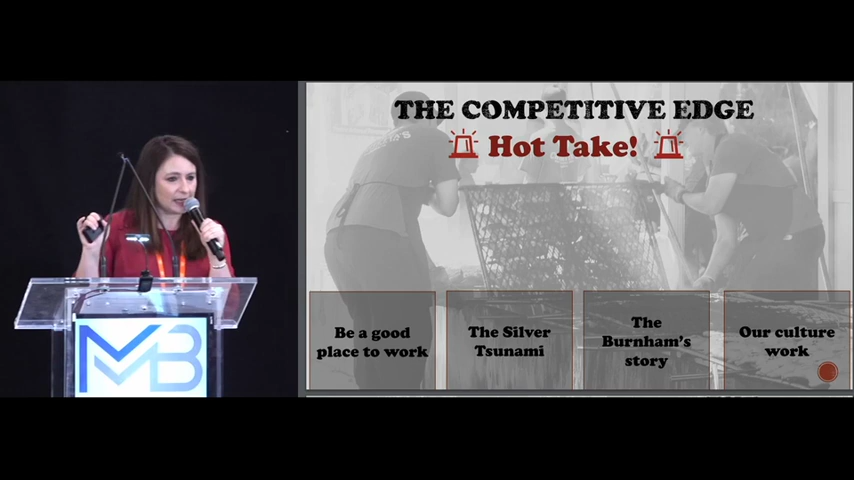 THE COMPETITIVE EDGE
Hot Take!
Be a good
place to work
The Silver
Tsunami
The
Burnham's
story
Our culture
work
MB